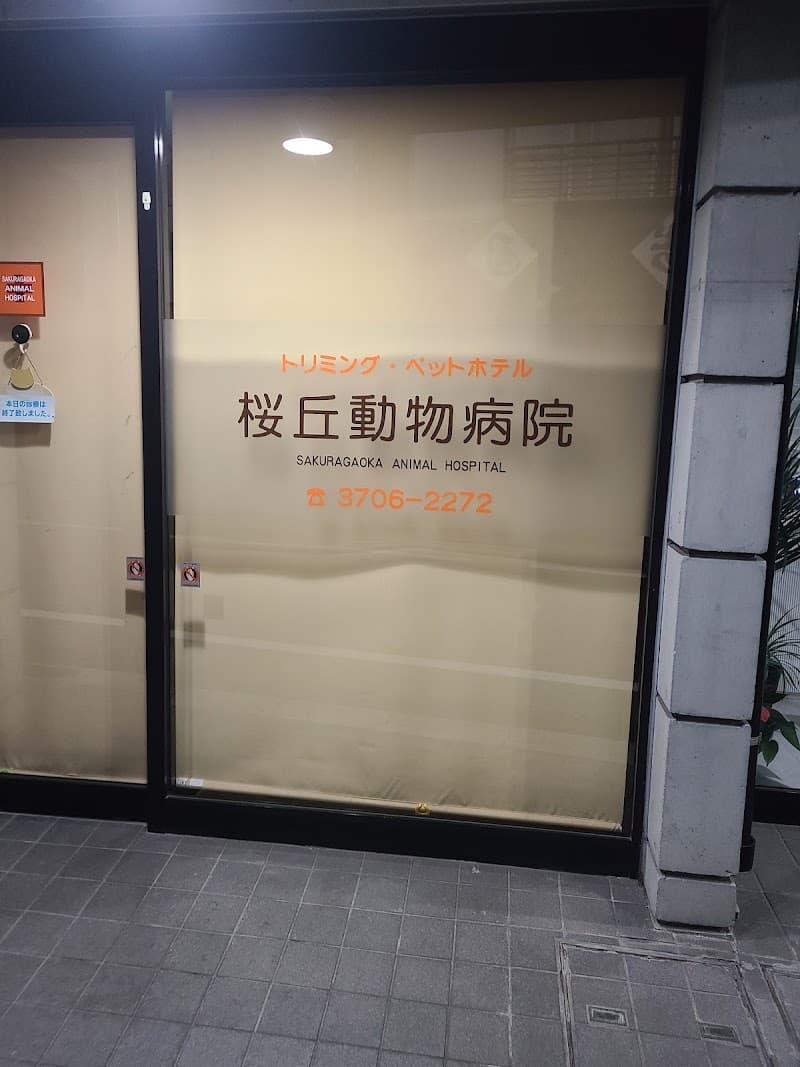 SAKURAGAOKA
ANIMAL
HOSPITAL
本日の診療は
終了致しました。
トリミング・ペットホテル
桜丘動物病院
SAKURAGAOKA ANIMAL HOSPITAL
☎ 3706-2272